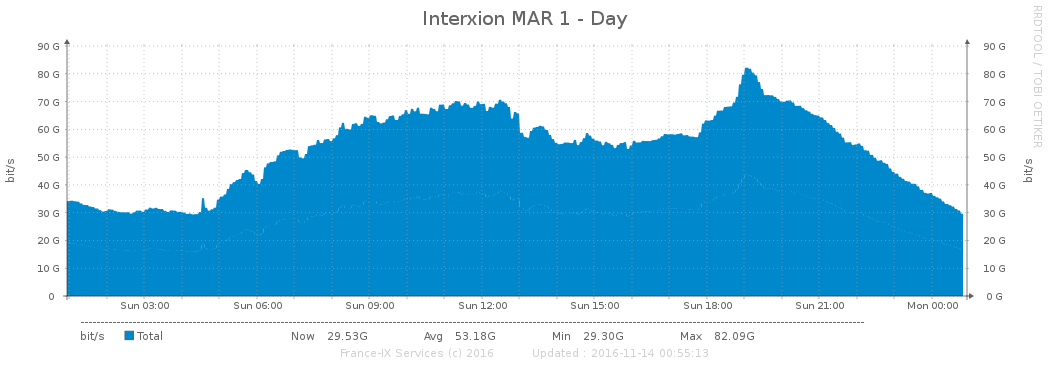 Interxion MAR 1 - Day
RRDTOOL / TOBI OETIKER
90 G 90 G
80 G 80 G
70 G 70 G
60 G 60 G
50 G 50 G
40 G 40 G
30 G 30 G
20 G 20 G
10 G 10 G
0 0 G
bit/s bit/s
Sun 03:00 Sun 06:00 Sun 09:00 Sun 12:00 Sun 15:00 Sun 18:00 Sun 21:00 Mon 00:00
bit/s Total Now 29.53G Avg 53.18G Min 29.30G Max 82.09G
France-IX Services (c) 2016 Updated : 2016-11-14 00:55:13